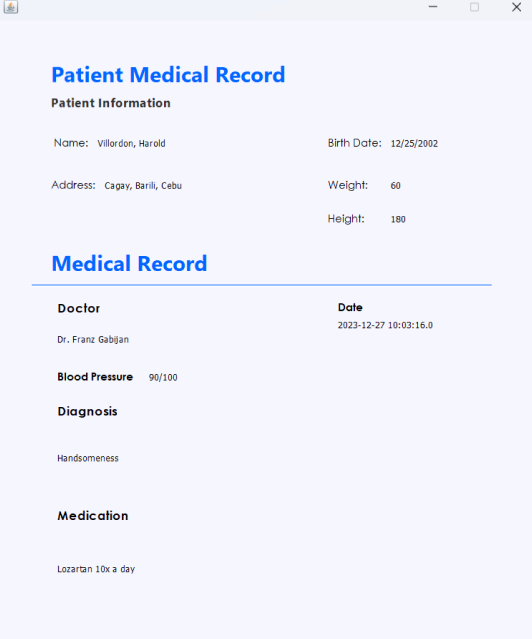 Patient Medical Record
Patient Information
Name: Villordon, Harold
Birth Date: 12/25/2002
Address: Cagay, Barili, Cebu
Weight: 60
Height: 180
Medical Record
Doctor
Date
2023-12-27 10:03:16.0
Dr. Franz Gabijan
Blood Pressure 90/100
Diagnosis
Handsomeness
Medication
Lozartan 10x a day